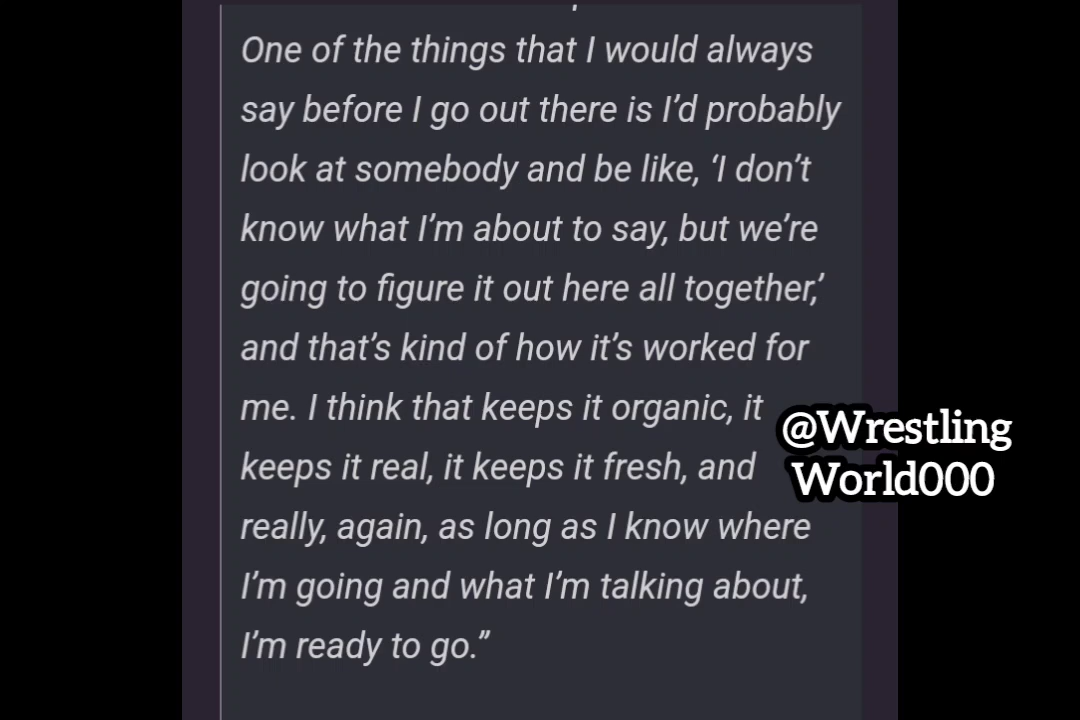 One of the things that I would always
say before I go out there is I’d probably
look at somebody and be like, ‘I don’t
know what I’m about to say, but we’re
going to figure it out here all together,’
and that’s kind of how it’s worked for
me. I think that keeps it organic, it
keeps it real, it keeps it fresh, and
really, again, as long as I know where
I’m going and what I’m talking about,
I’m ready to go.”
@Wrestling
World000